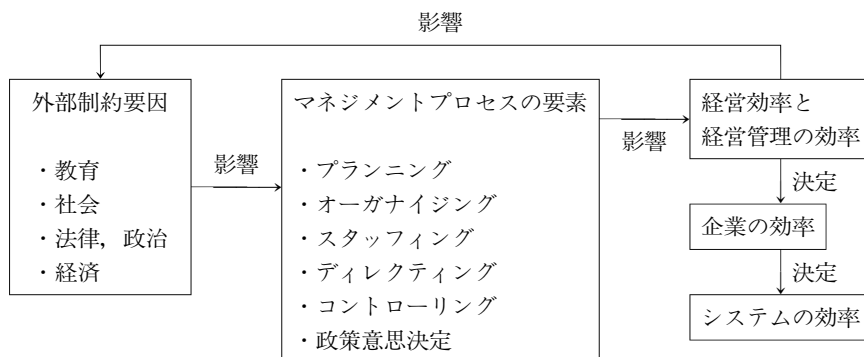 影響
外部制約要因
・教育
・社会
・法律，政治
・経済
影響
マネジメントプロセスの要素
・プランニング
・オーガナイジング
・スタッフィング
・ディレクティング
・コントローリング
・政策意思決定
影響
経営効率と
経営管理の効率
決定
企業の効率
決定
システムの効率